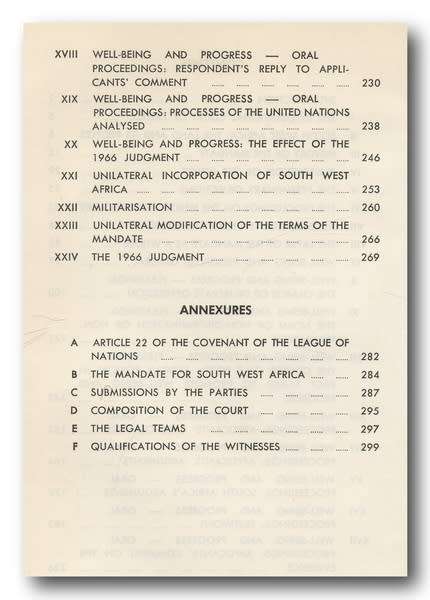 XVIII WELL-BEING AND PROGRESS — ORAL
PROCEEDINGS: RESPONDENT'S REPLY TO APPLI-
CANTS' COMMENT ...... ...... ...... ...... ...... 230
XIX WELL-BEING AND PROGRESS — ORAL
PROCEEDINGS: PROCESSES OF THE UNITED NATIONS
ANALYSED ...... ...... ...... ...... ...... ...... 238
XX WELL-BEING AND PROGRESS: THE EFFECT OF THE
1966 JUDGMENT ...... ...... ...... ...... ...... 246
XXI UNILATERAL INCORPORATION OF SOUTH WEST
AFRICA ...... ...... ...... ...... ...... ...... 253
XXII MILITARISATION ...... ...... ...... ...... ...... 260
XXIII UNILATERAL MODIFICATION OF THE TERMS OF THE
MANDATE ...... ...... ...... ...... ...... ...... 266
XXIV THE 1966 JUDGMENT ...... ...... ...... ...... 269
ANNEXURES
A ARTICLE 22 OF THE COVENANT OF THE LEAGUE OF
NATIONS ...... ...... ...... ...... ...... ...... 282
B THE MANDATE FOR SOUTH WEST AFRICA ...... ...... 284
C SUBMISSIONS BY THE PARTIES ...... ...... ...... 287
D COMPOSITION OF THE COURT ...... ...... ...... 295
E THE LEGAL TEAMS ...... ...... ...... ...... 297
F QUALIFICATIONS OF THE WITNESSES ...... ...... 299